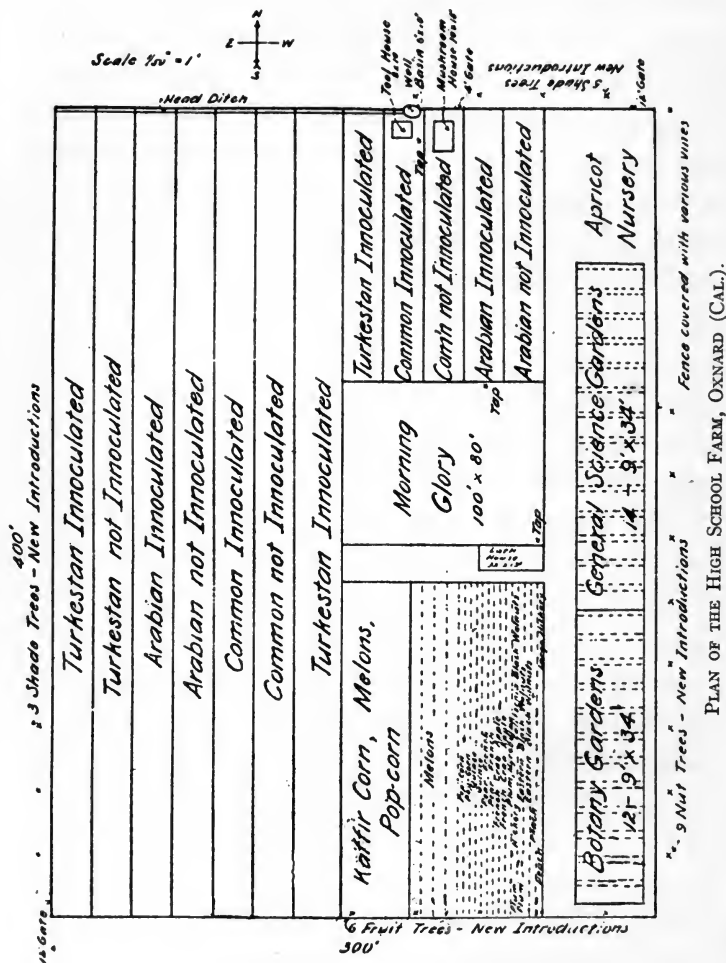 Scale 1/50" = 1'
N
W
S
Head Ditch
Tool House
Well
Basin
Mushroom
House
Gate
5 Shade Trees
New Introductions
12' Gate
400'
3 Shade Trees - New Introductions
Turkestan Innoculated
Turkestan not Innoculated
Arabian Innoculated
Arabian not Innoculated
Common Innoculated
Common not Innoculated
Turkestan Innoculated
Turkestan Innoculated
Common Innoculated
Tap
Com'n not Innoculated
Arabian Innoculated
Arabian not Innoculated
Morning
Glory
100' x 80'
Tap
Tap
Lath
House
Kaffir Corn, Melons,
Pop-corn
Melons
Apricot
Nursery
General Science Gardens
14 - 9' x 34'
Botany Gardens
12 - 9' x 34'
Fence covered with various vines
9 Nut Trees - New Introductions
6 Fruit Trees - New Introductions
300'
12' Gate
PLAN OF THE HIGH SCHOOL FARM, OXNARD (CAL.).